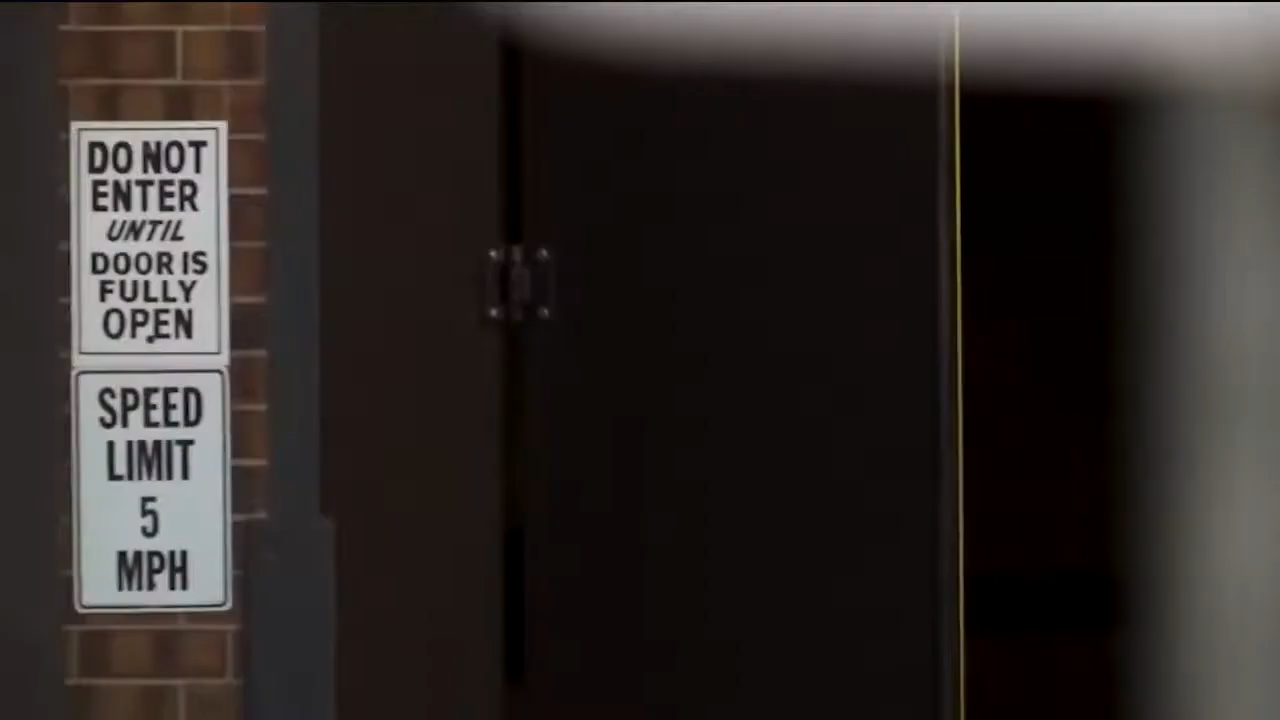 DO NOT
ENTER
UNTIL
DOOR IS
FULLY
OPEN
SPEED
LIMIT
5
MPH